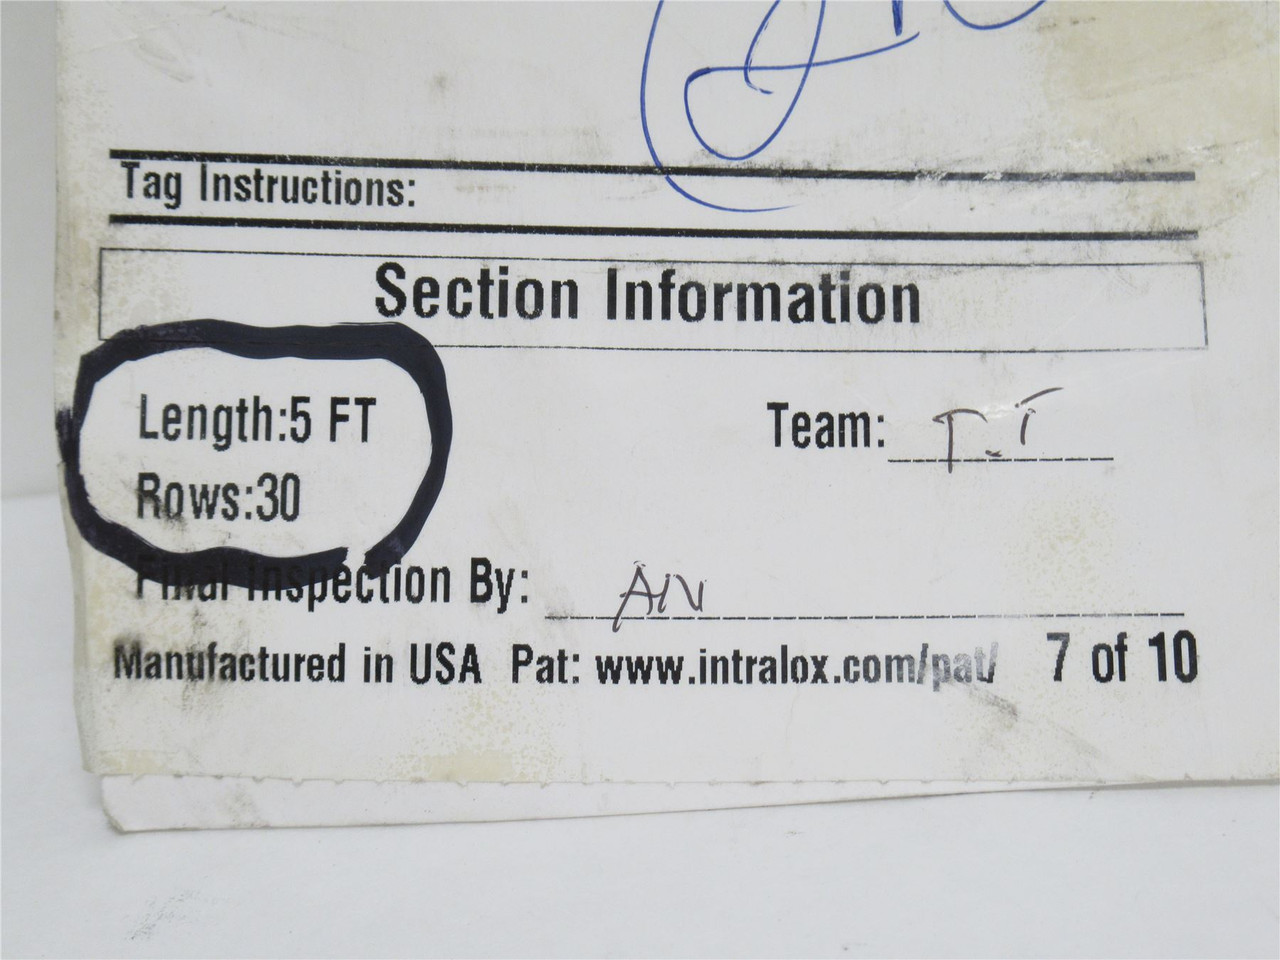 Tag Instructions:
Section Information
Length:5 FT
Rows:30
Team: T.T
Final Inspection By: AN
Manufactured in USA Pat: www.intralox.com/pat/ 7 of 10